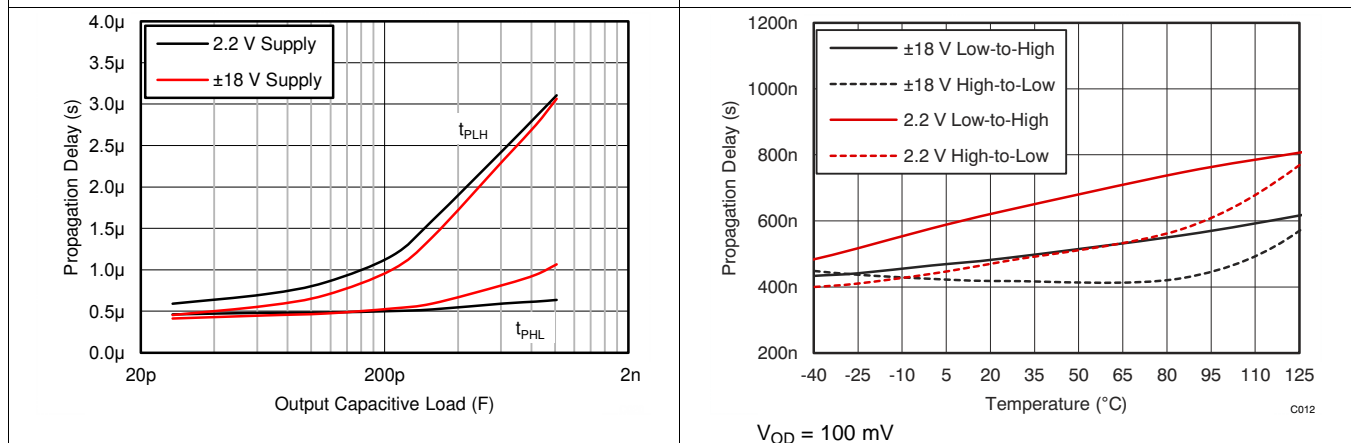 4.0µ
3.5µ
3.0µ
2.5µ
2.0µ
1.5µ
1.0µ
0.5µ
0.0µ
Propagation Delay (s)
2.2 V Supply
±18 V Supply
tPLH
tPHL
20p 200p 2n
Output Capacitive Load (F)
1200n
1000n
800n
600n
400n
200n
Propagation Delay (s)
±18 V Low-to-High
±18 V High-to-Low
2.2 V Low-to-High
2.2 V High-to-Low
-40 -25 -10 5 20 35 50 65 80 95 110 125
Temperature (°C)
C012
VOD = 100 mV